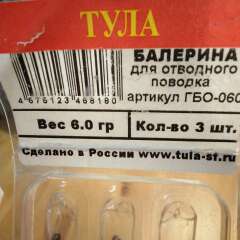 ТУЛА
БАЛЕРИНА
для отводного
поводка
артикул ГБО-060
4 676123 468180
Вес 6.0 гр
Кол-во 3 шт.
Сделано в России www.tula-sf.ru